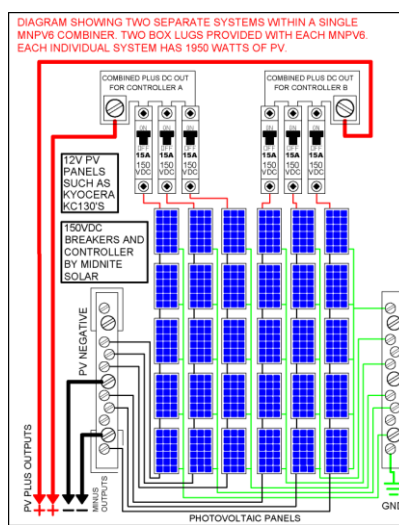 DIAGRAM SHOWING TWO SEPARATE SYSTEMS WITHIN A SINGLE
MNPV6 COMBINER. TWO BOX LUGS PROVIDED WITH EACH MNPV6.
EACH INDIVIDUAL SYSTEM HAS 1950 WATTS OF PV.
COMBINED PLUS DC OUT
FOR CONTROLLER A
COMBINED PLUS DC OUT
FOR CONTROLLER B
ON
OFF
15A
150
VDC
ON
OFF
15A
150
VDC
ON
OFF
15A
150
VDC
ON
OFF
15A
150
VDC
ON
OFF
15A
150
VDC
ON
OFF
15A
150
VDC
12V PV
PANELS
SUCH AS
KYOCERA
KC130'S
150VDC
BREAKERS AND
CONTROLLER
BY MIDNITE
SOLAR
PV NEGATIVE
PV PLUS OUTPUTS
MINUS
OUTPUTS
+ + − −
GND
PHOTOVOLTAIC PANELS